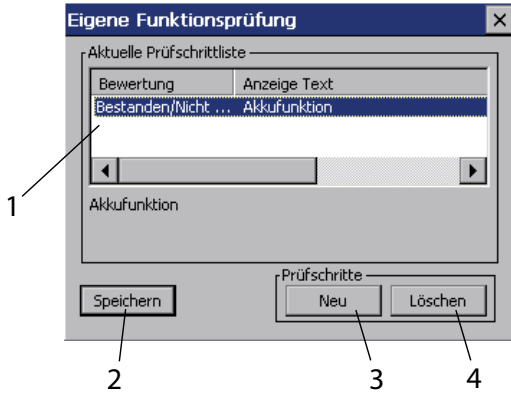 Eigene Funktionsprüfung
Aktuelle Prüfschrittliste
Bewertung Anzeige Text
Bestanden/Nicht ... Akkufunktion
1
Akkufunktion
Prüfschritte
Speichern Neu Löschen
2 3 4